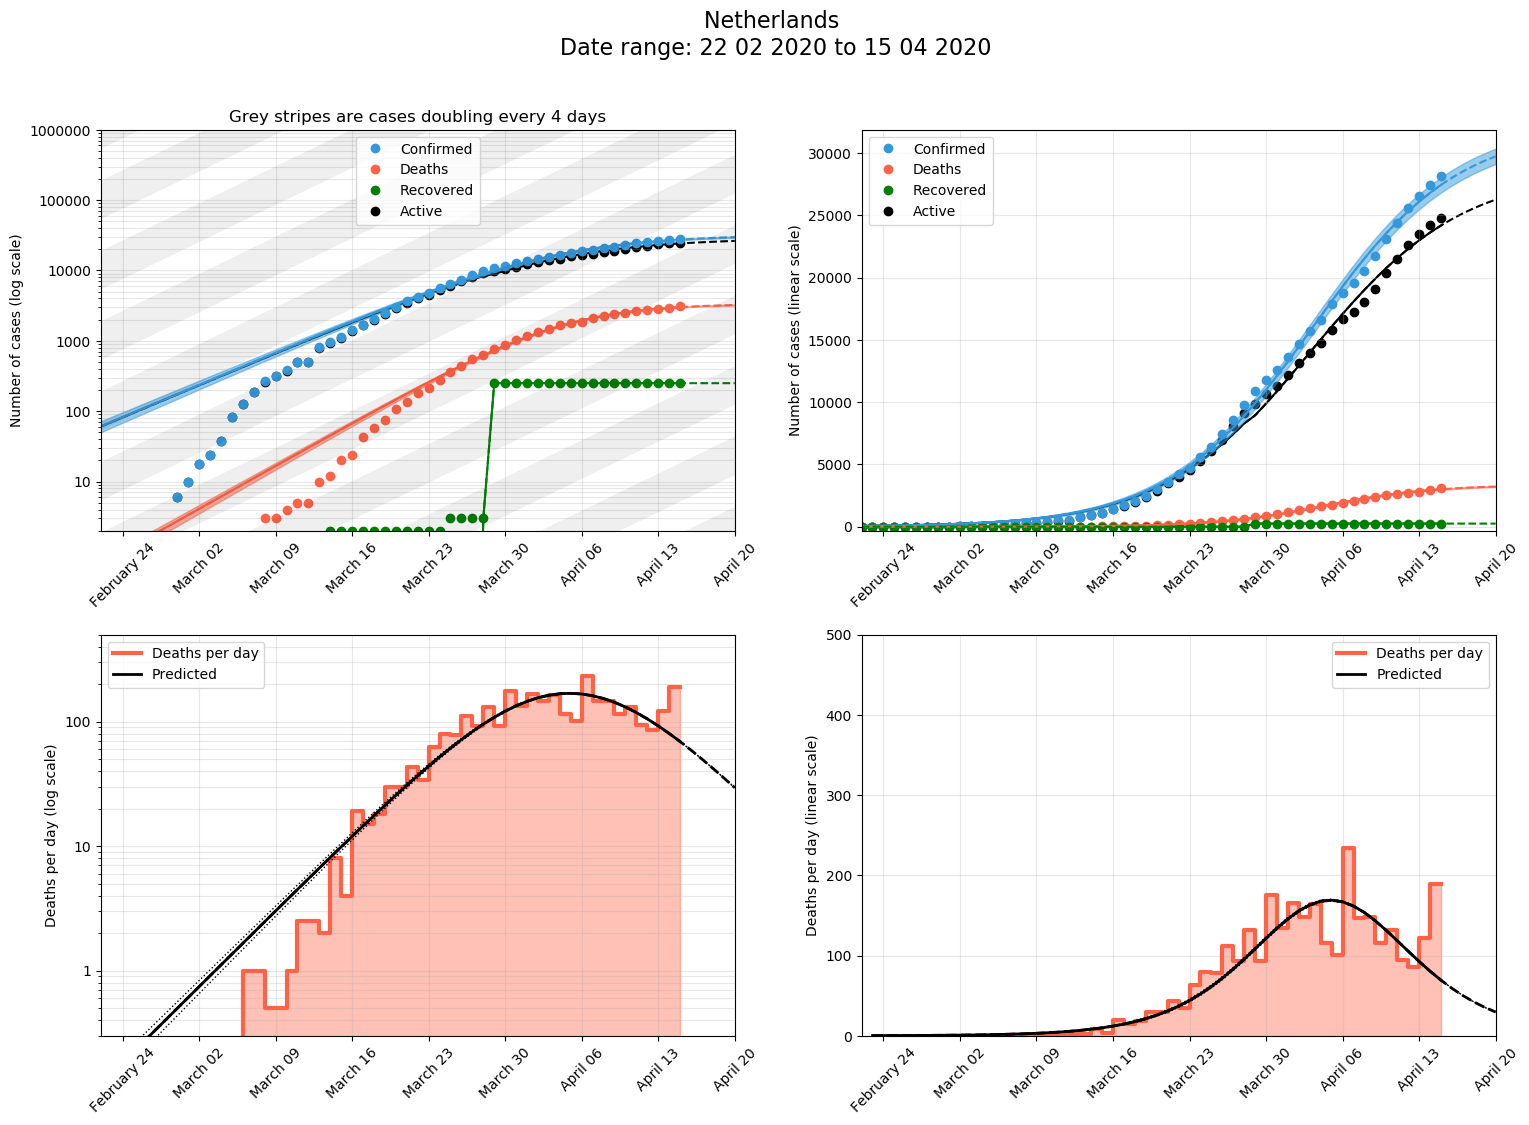 Netherlands
Date range: 22 02 2020 to 15 04 2020
Grey stripes are cases doubling every 4 days
Number of cases (log scale)
1000000
100000
10000
1000
100
10
Confirmed
Deaths
Recovered
Active
February 24
March 02
March 09
March 16
March 23
March 30
April 06
April 13
April 20
Number of cases (linear scale)
30000
25000
20000
15000
10000
5000
0
Confirmed
Deaths
Recovered
Active
February 24
March 02
March 09
March 16
March 23
March 30
April 06
April 13
April 20
Deaths per day (log scale)
100
10
1
Deaths per day
Predicted
February 24
March 02
March 09
March 16
March 23
March 30
April 06
April 13
April 20
Deaths per day (linear scale)
500
400
300
200
100
0
Deaths per day
Predicted
February 24
March 02
March 09
March 16
March 23
March 30
April 06
April 13
April 20